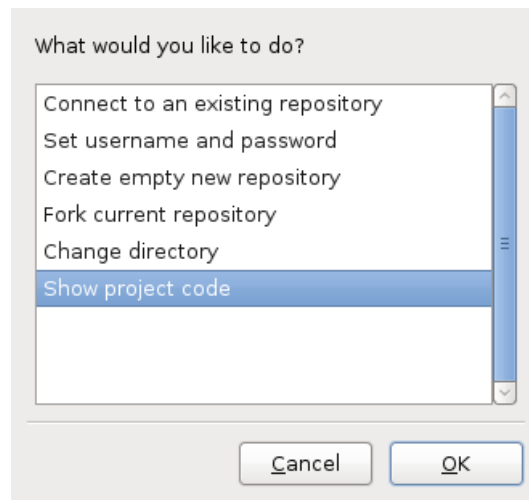 What would you like to do?
Connect to an existing repository
Set username and password
Create empty new repository
Fork current repository
Change directory
Show project code
Cancel
OK